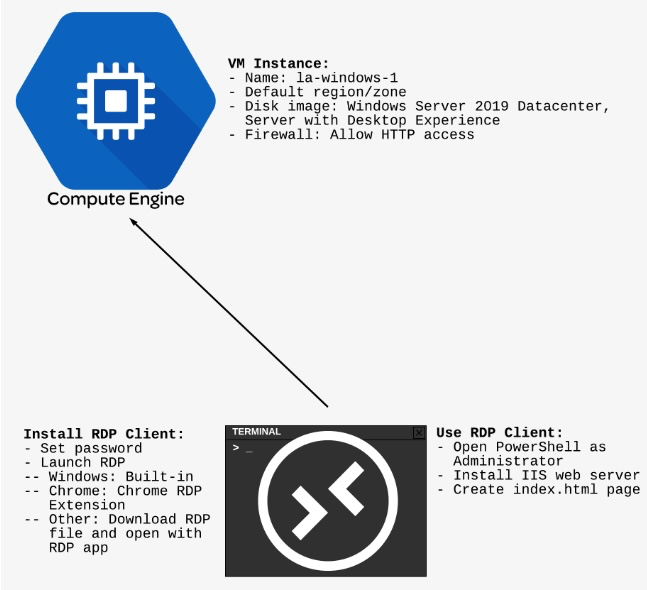 VM Instance:
- Name: la-windows-1
- Default region/zone
- Disk image: Windows Server 2019 Datacenter,
Server with Desktop Experience
- Firewall: Allow HTTP access
Compute Engine
Install RDP Client:
- Set password
- Launch RDP
-- Windows: Built-in
-- Chrome: Chrome RDP
Extension
-- Other: Download RDP
file and open with
RDP app
TERMINAL
> _
Use RDP Client:
- Open PowerShell as
Administrator
- Install IIS web server
- Create index.html page